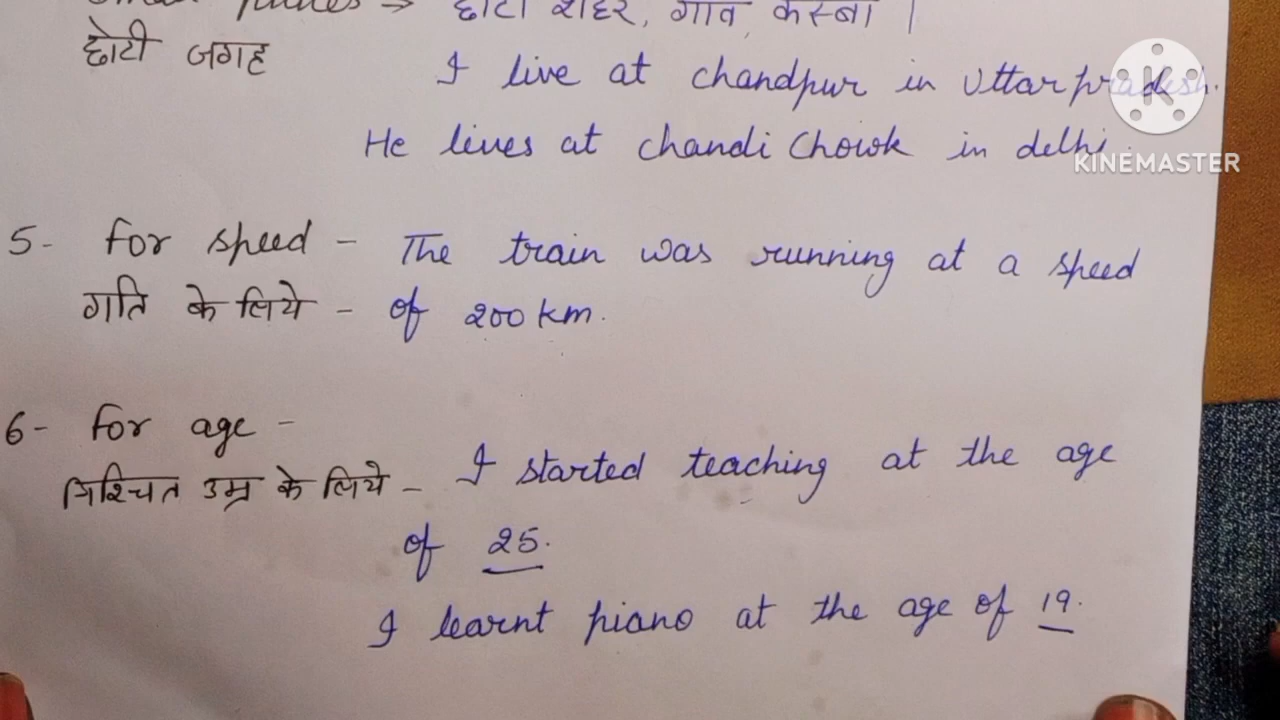 छोटा शहर, गाँव, कस्बा |
छोटी जगह
I live at chandpur in Uttar pradesh.
He lives at chandi Chowk in delhi.
KINEMASTER
5- for speed - The train was running at a speed
गति के लिये - of 200 km.
6- for age -
निश्चित उम्र के लिये - I started teaching at the age
of 25.
I learnt piano at the age of 19.